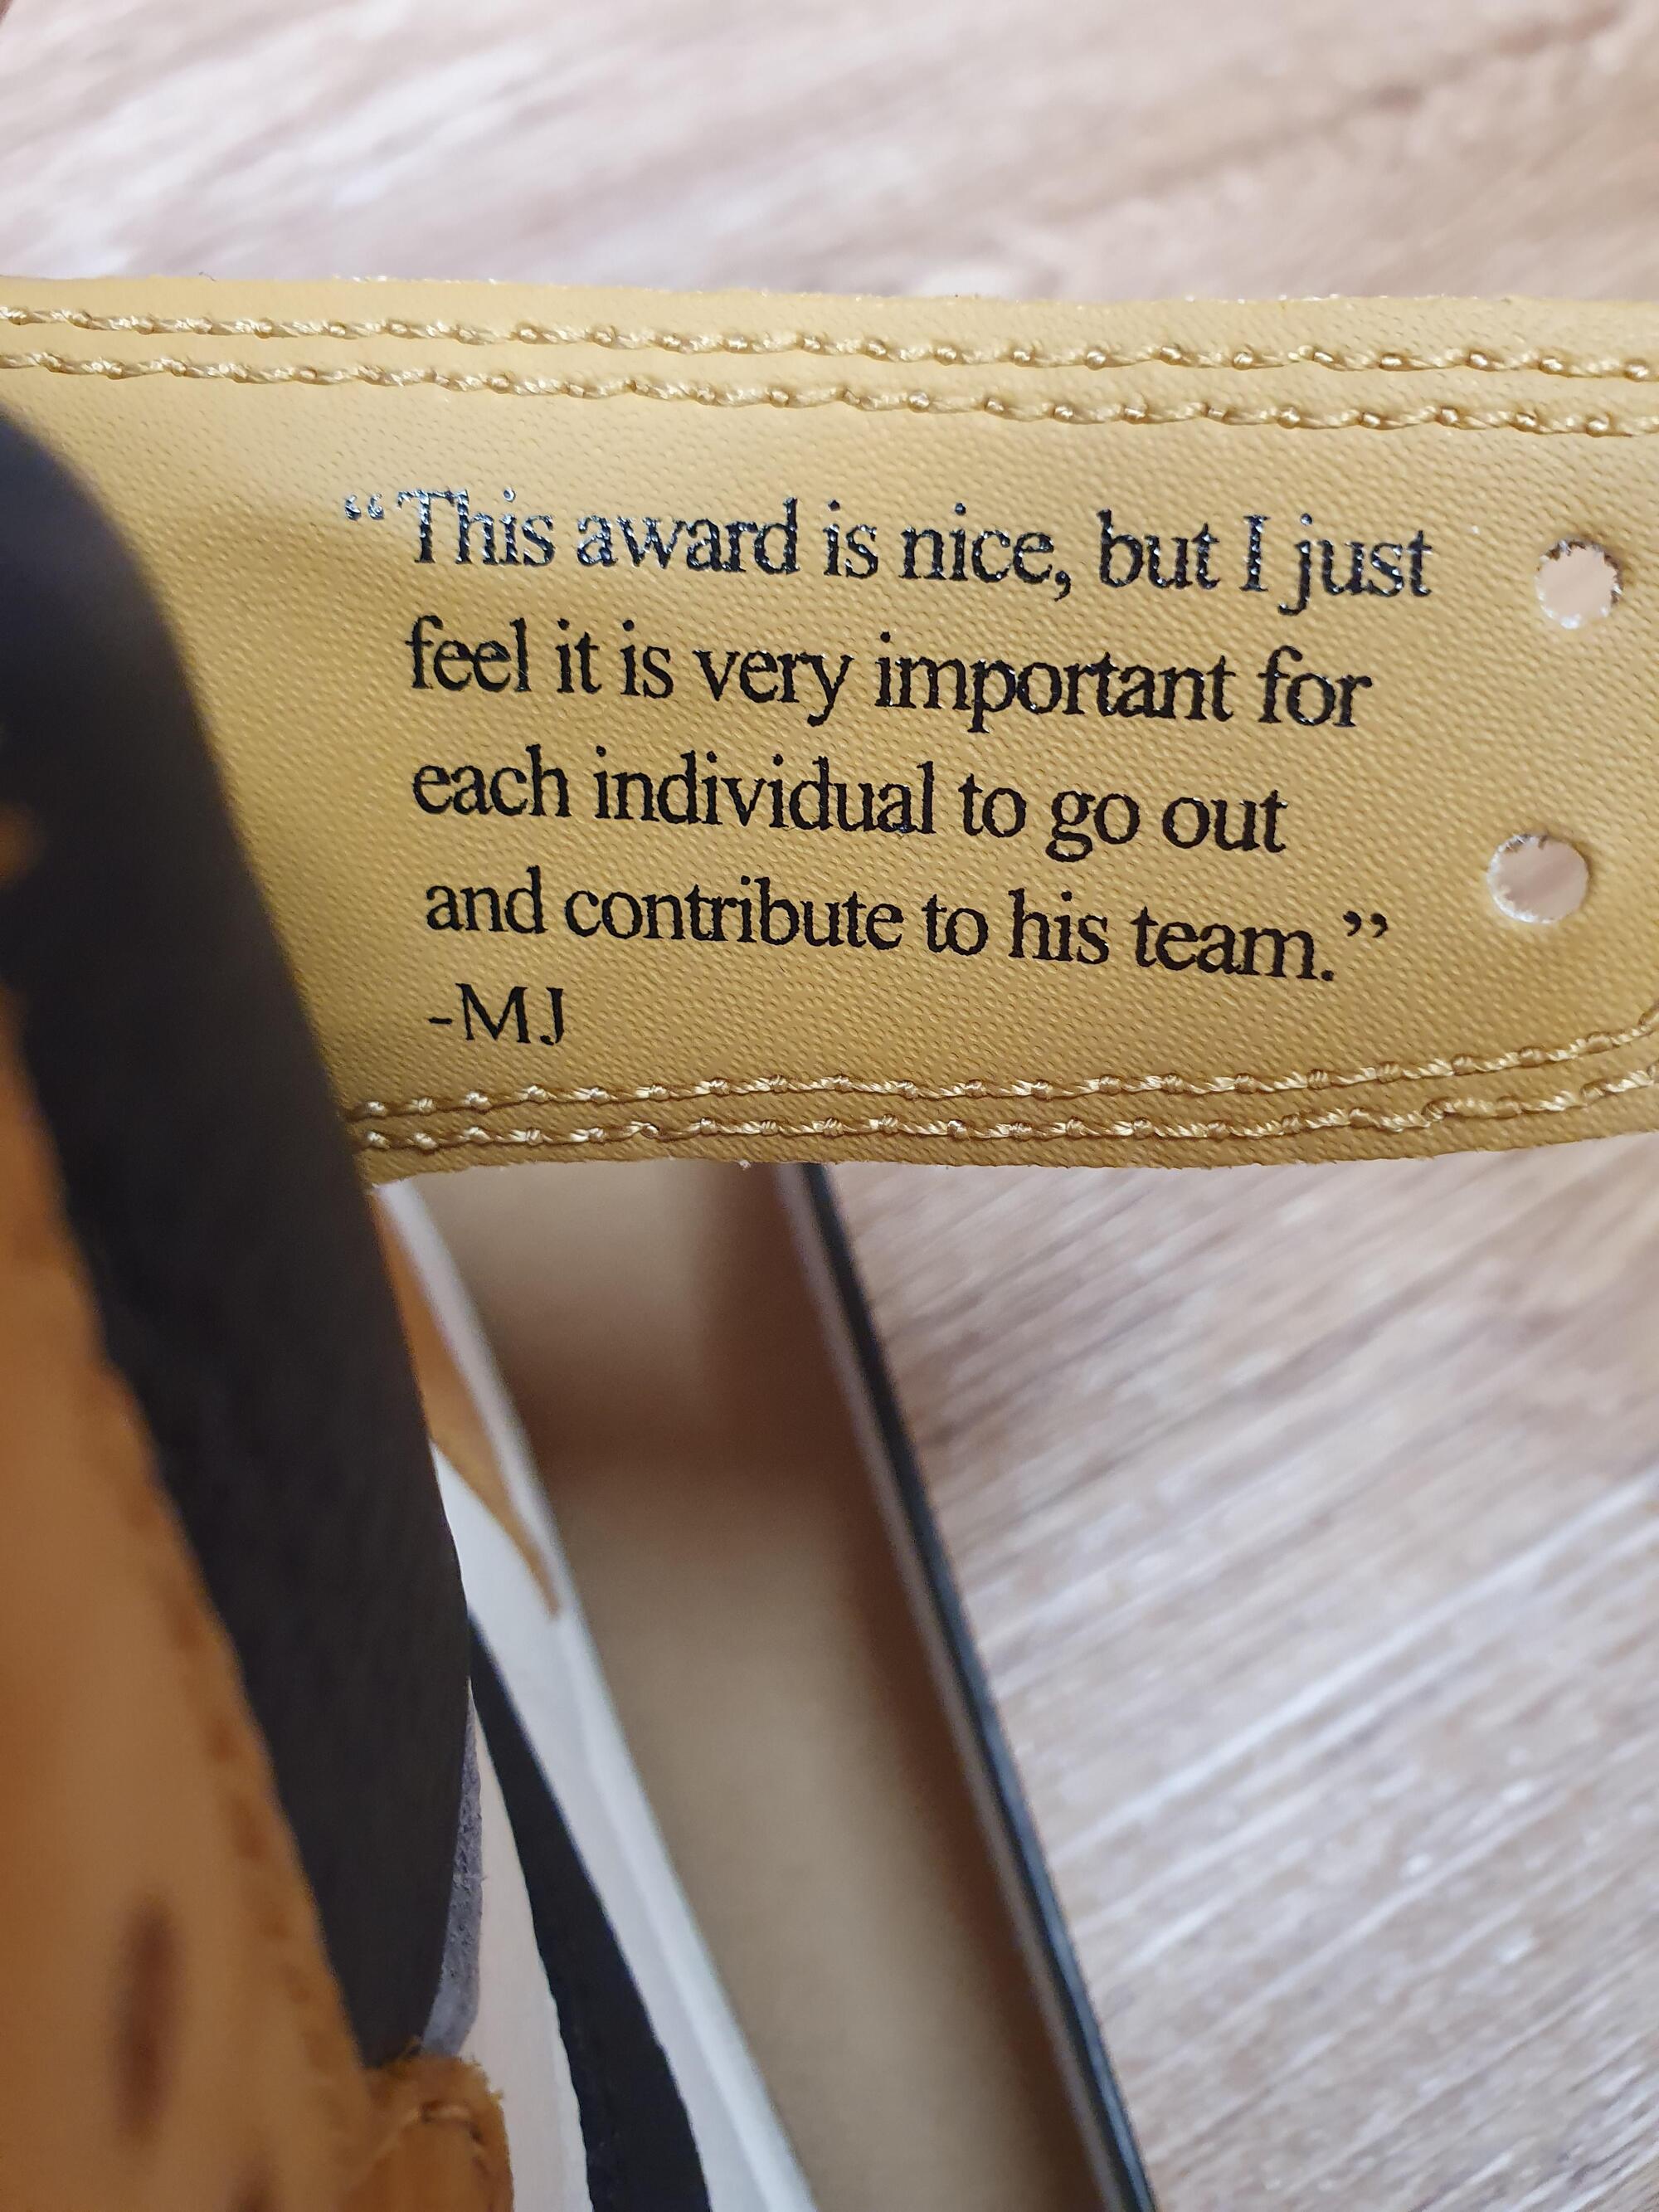 “This award is nice, but I just
feel it is very important for
each individual to go out
and contribute to his team.”
-MJ